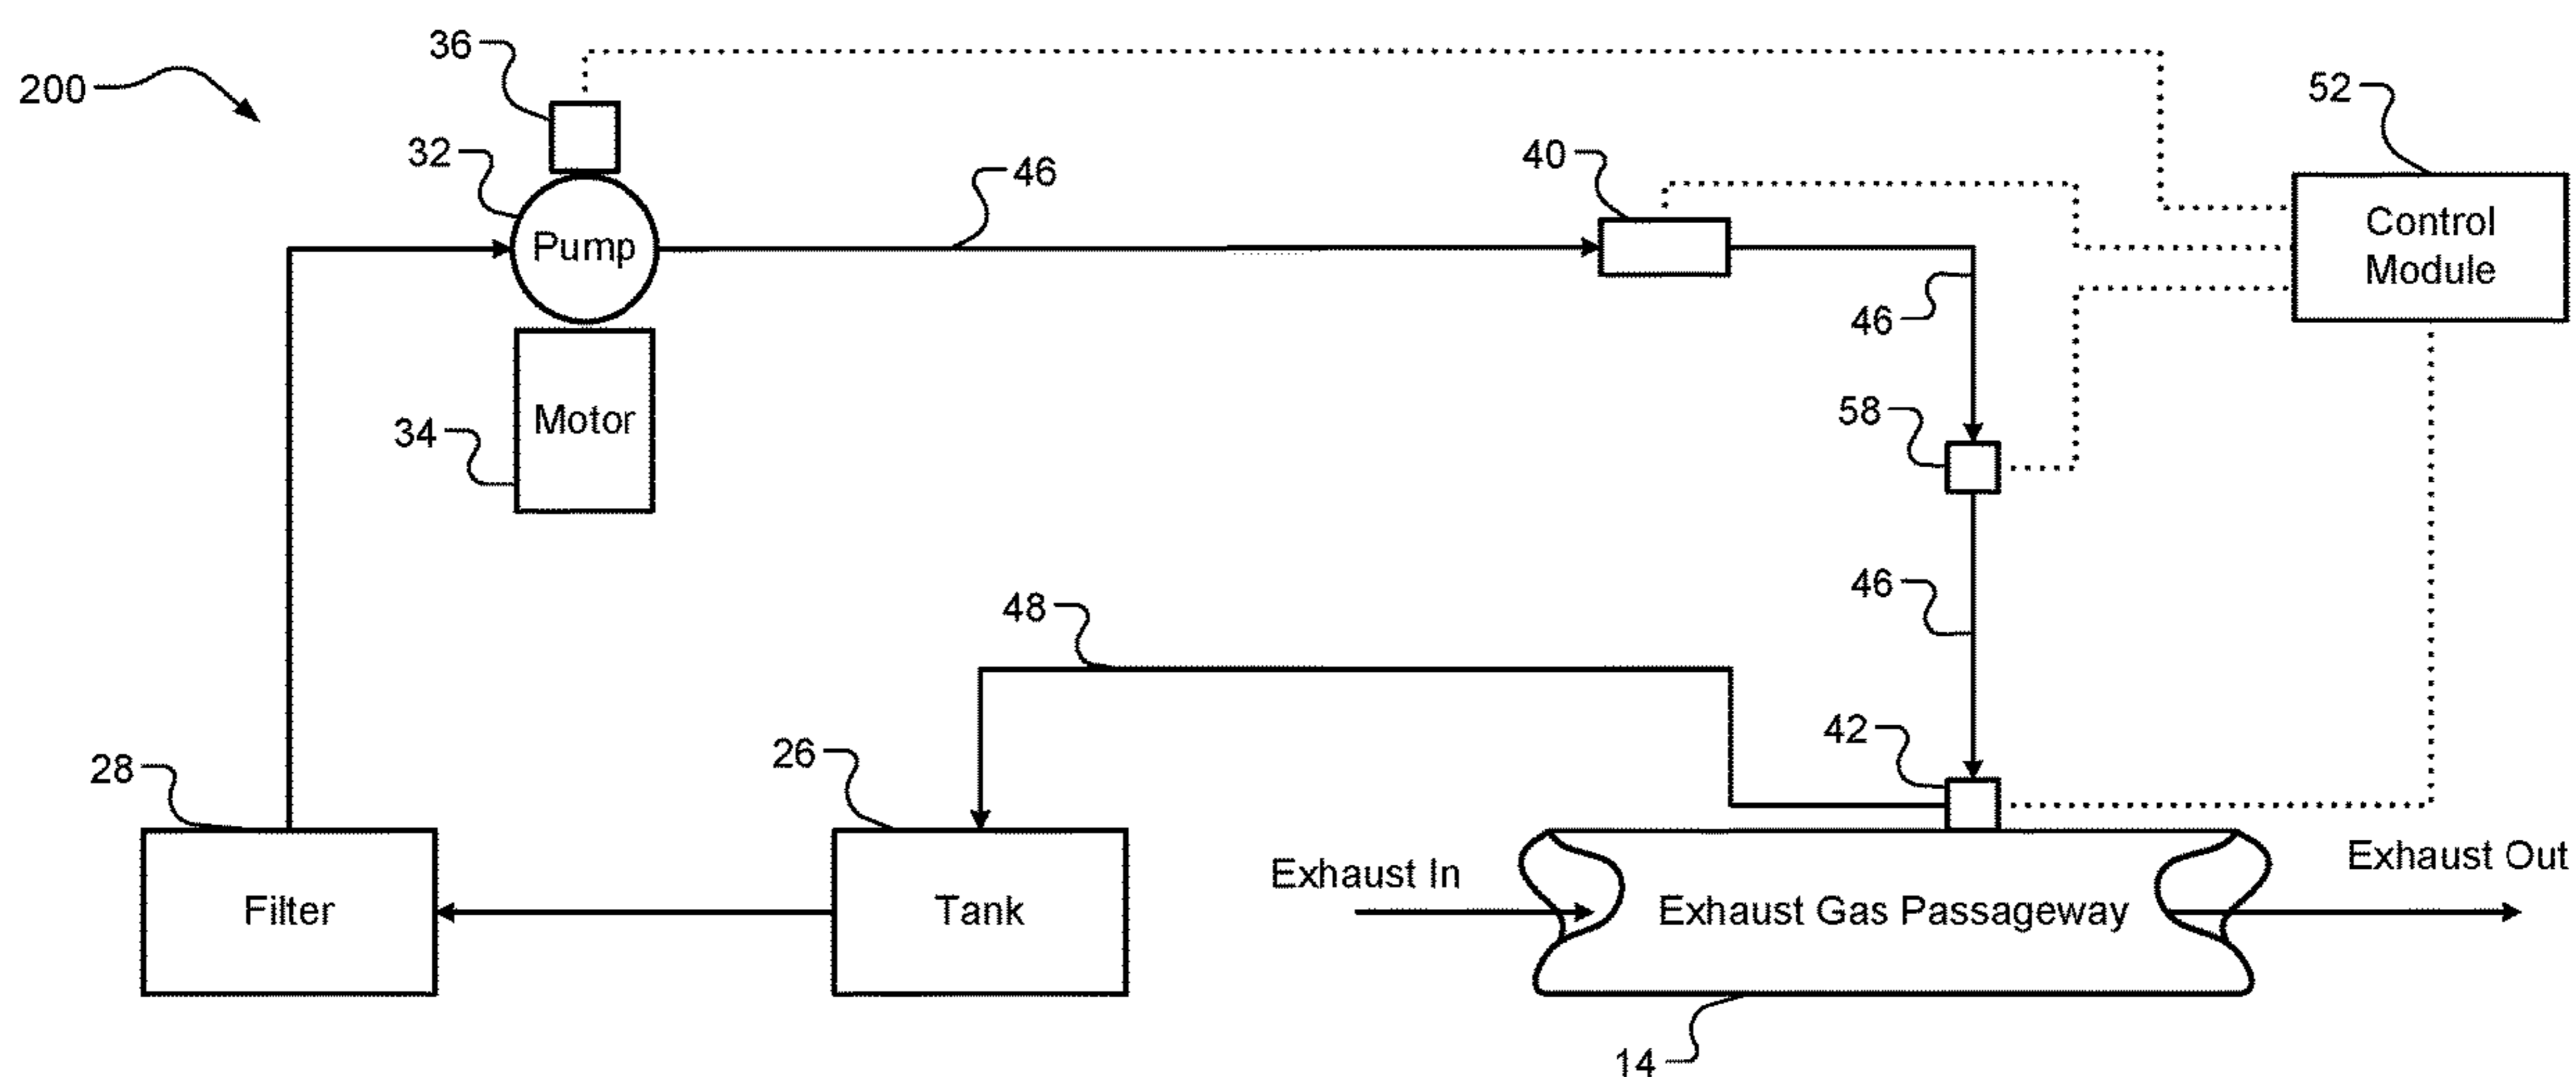 36
200
52
32
40
46
Pump
Control
Module
46
58
34
Motor
46
48
42
26
28
Exhaust In
Exhaust Out
Filter
Tank
Exhaust Gas Passageway
14